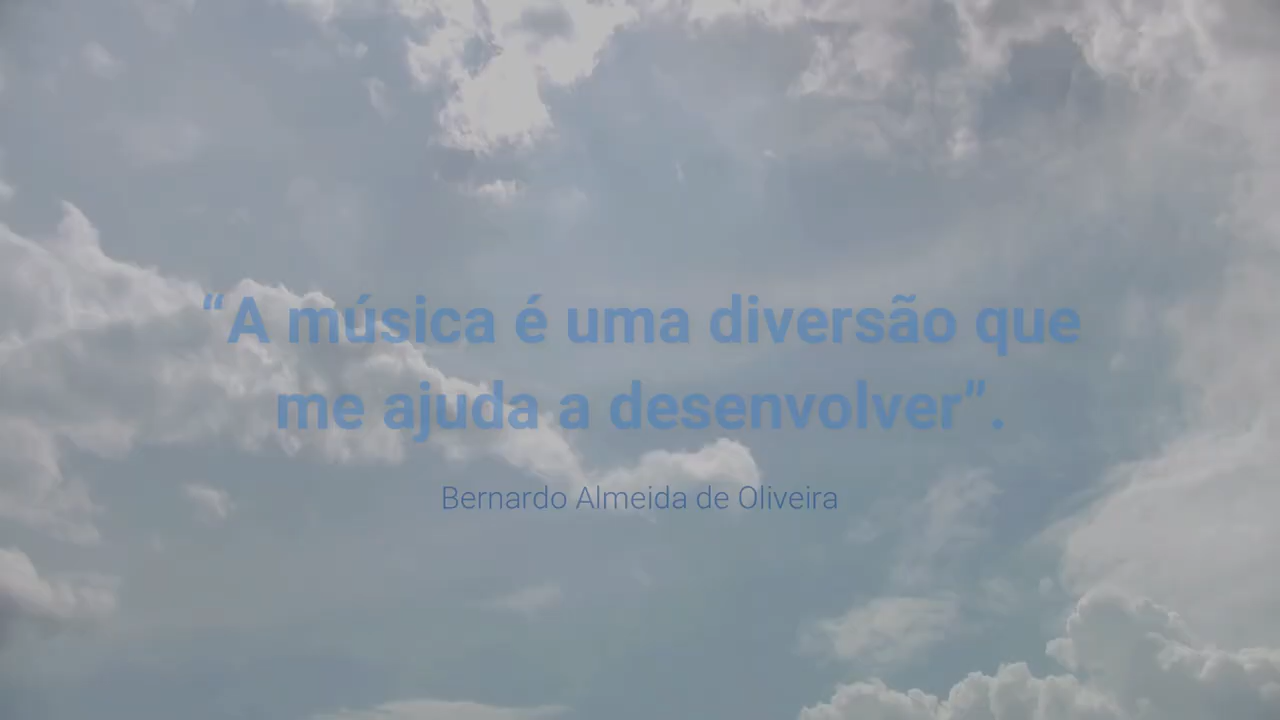 “A música é uma diversão que
me ajuda a desenvolver”.
Bernardo Almeida de Oliveira